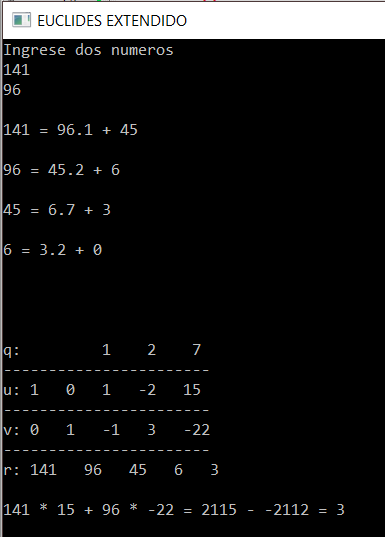 EUCLIDES EXTENDIDO
Ingrese dos numeros
141
96
141 = 96.1 + 45
96 = 45.2 + 6
45 = 6.7 + 3
6 = 3.2 + 0
q: 1 2 7
-----------------------
u: 1 0 1 -2 15
-----------------------
v: 0 1 -1 3 -22
-----------------------
r: 141 96 45 6 3
141 * 15 + 96 * -22 = 2115 - -2112 = 3